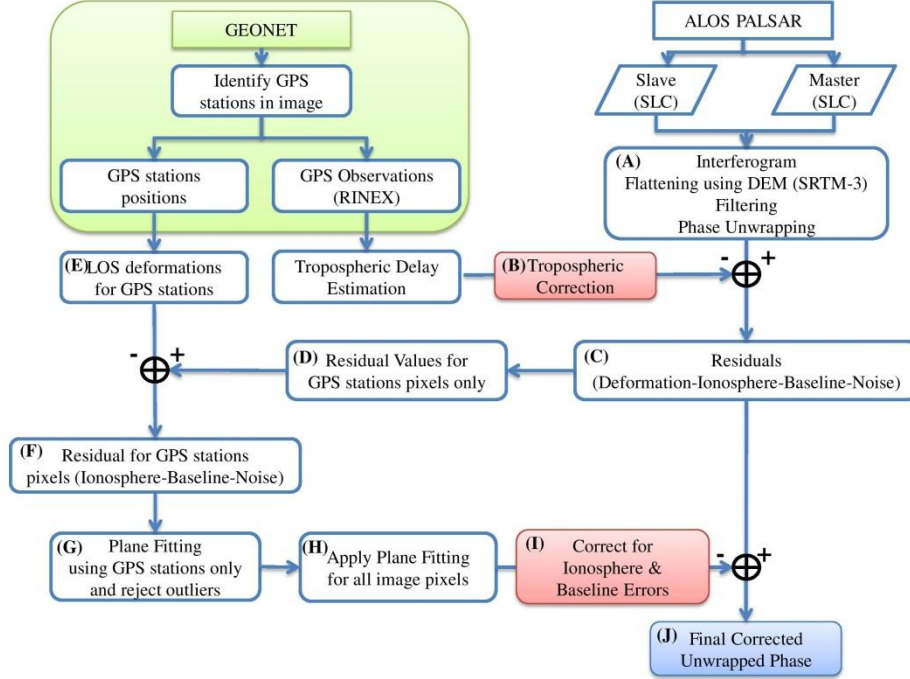 GEONET
Identify GPS
stations in image
GPS stations
positions
GPS Observations
(RINEX)
ALOS PALSAR
Slave
(SLC)
Master
(SLC)
(A)
Interferogram
Flattening using DEM (SRTM-3)
Filtering
Phase Unwrapping
(E) LOS deformations
for GPS stations
Tropospheric Delay
Estimation
(B) Tropospheric
Correction
- +
(D) Residual Values for
GPS stations pixels only
(C) Residuals
(Deformation-Ionosphere-Baseline-Noise)
- +
(F) Residual for GPS stations
pixels (Ionosphere-Baseline-Noise)
(G) Plane Fitting
using GPS stations only
and reject outliers
(H) Apply Plane Fitting
for all image pixels
(I) Correct for
Ionosphere &
Baseline Errors
- +
(J) Final Corrected
Unwrapped Phase